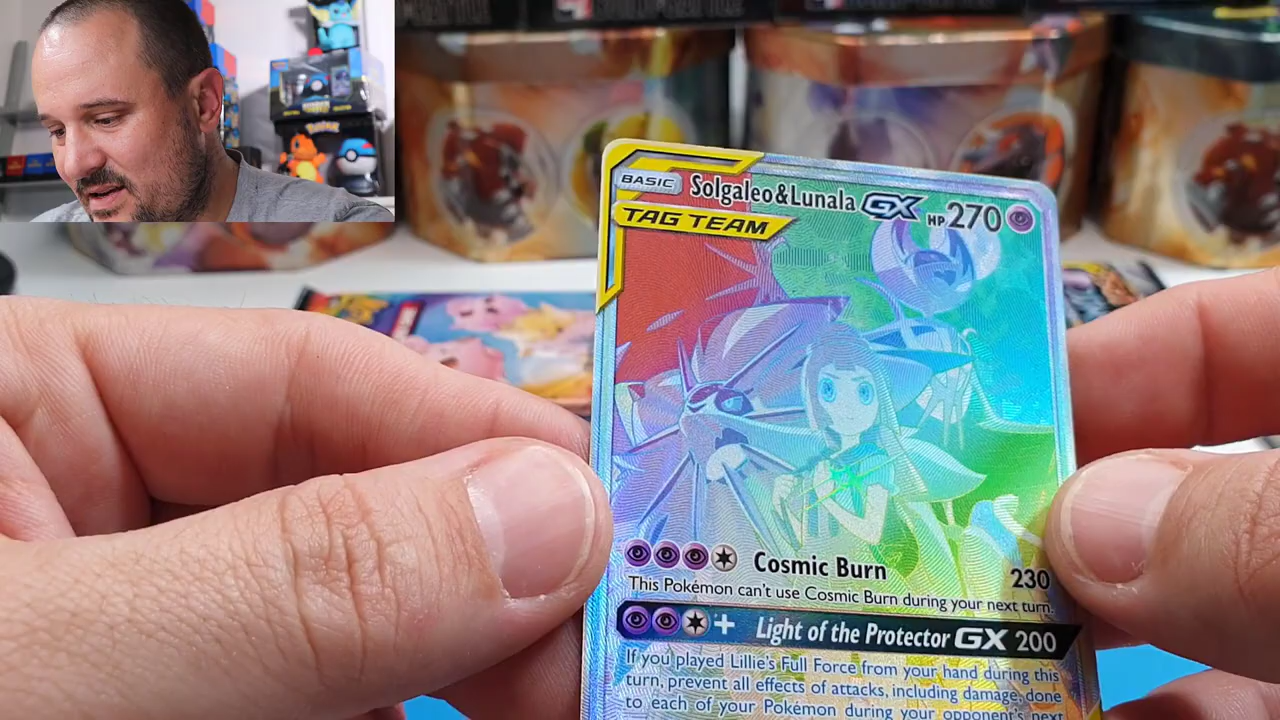 POKÉMON
BASIC Solgaleo&Lunala GX HP270
TAG TEAM
Cosmic Burn 230
This Pokémon can't use Cosmic Burn during your next turn.
+ Light of the Protector GX 200
If you played Lillie's Full Force from your hand during this
turn, prevent all effects of attacks, including damage, done
to each of your Pokémon during your opponent's next